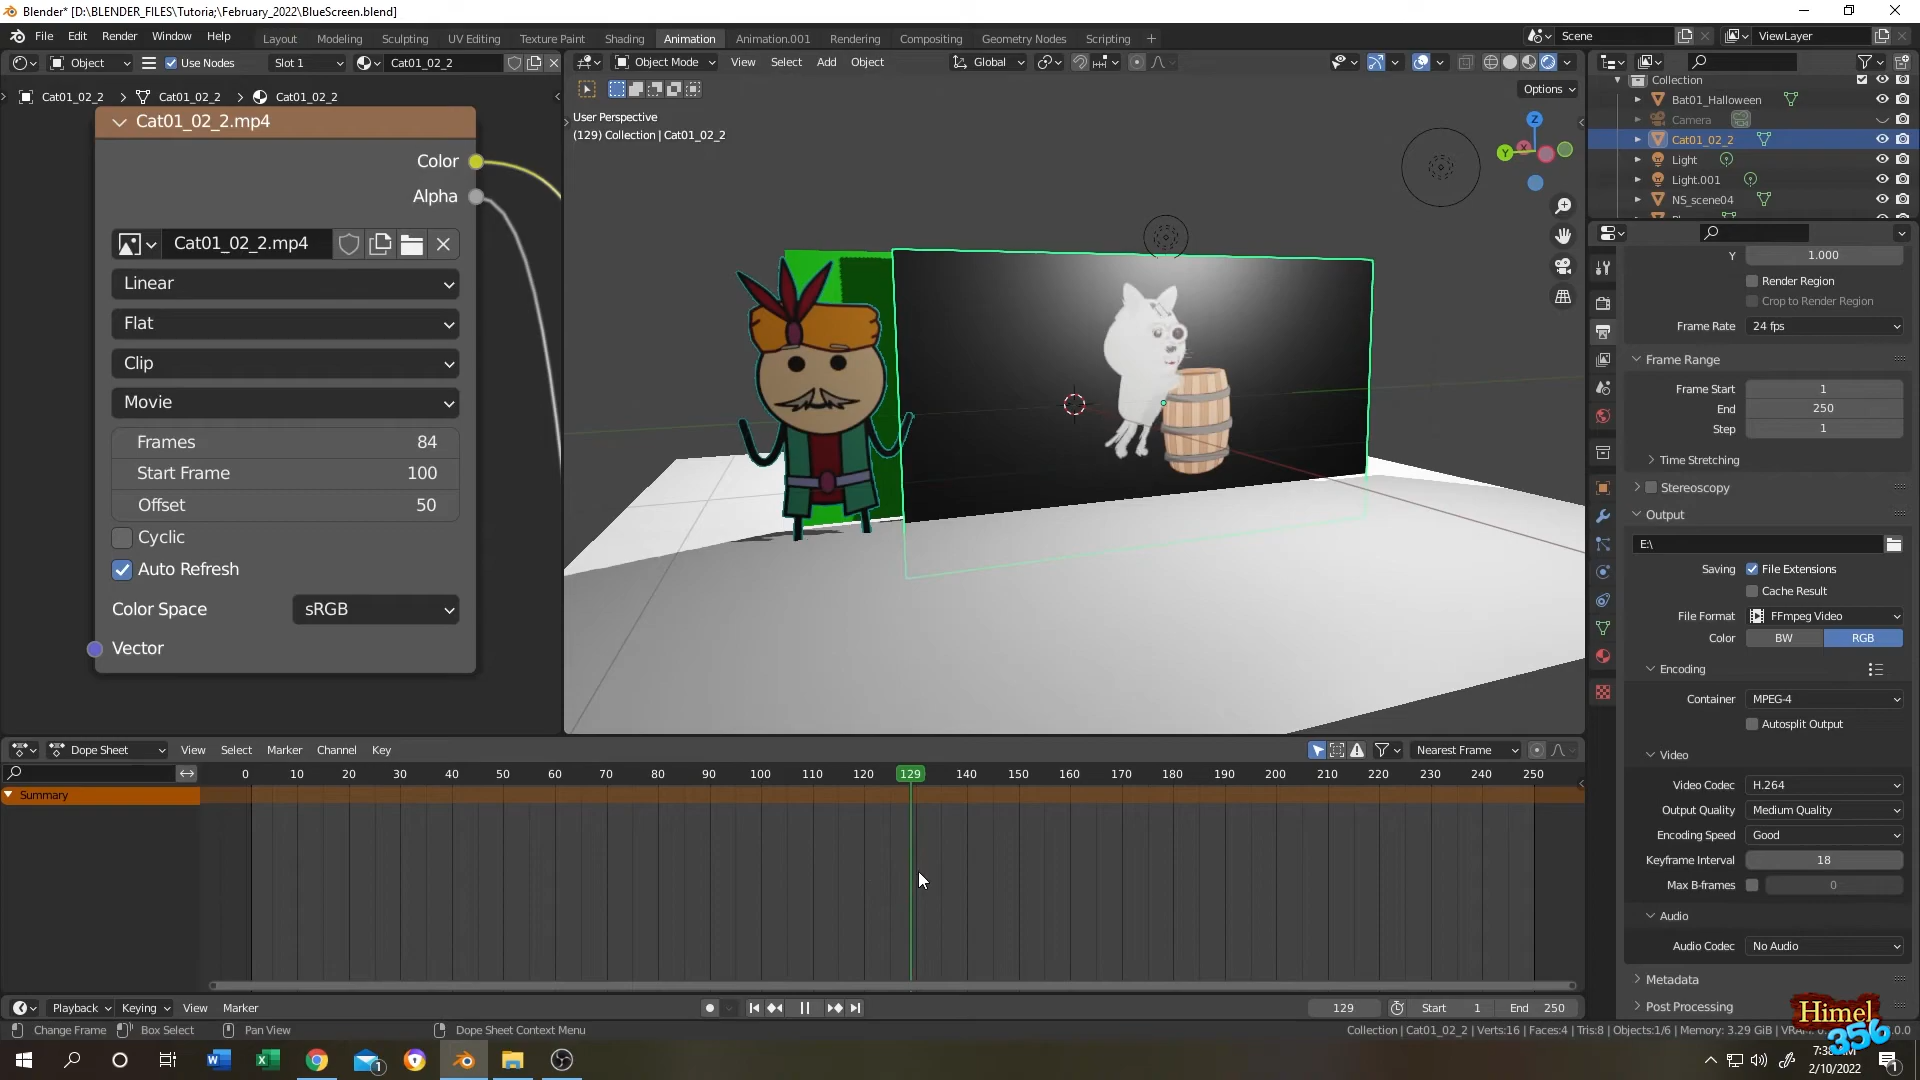 Blender* [D:\BLENDER_FILES\Tutoria;\February_2022\BlueScreen.blend]
File Edit Render Window Help Layout Modeling Sculpting UV Editing Texture Paint Shading Animation Animation.001 Rendering Compositing Geometry Nodes Scripting + Scene ViewLayer
Object Use Nodes Slot 1 Cat01_02_2 Object Mode View Select Add Object Global
Options
Cat01_02_2 > Cat01_02_2 > Cat01_02_2
Cat01_02_2.mp4
Color
Alpha
Cat01_02_2.mp4
Linear
Flat
Clip
Movie
Frames 84
Start Frame 100
Offset 50
Cyclic
Auto Refresh
Color Space sRGB
Vector
User Perspective
(129) Collection | Cat01_02_2
Z
Y
X
Collection
Bat01_Halloween
Camera
Cat01_02_2
Light
Light.001
NS_scene04
Y 1.000
Render Region
Crop to Render Region
Frame Rate 24 fps
Frame Range
Frame Start 1
End 250
Step 1
Time Stretching
Stereoscopy
Output
E:\
Saving File Extensions
Cache Result
File Format FFmpeg Video
Color BW RGB
Encoding
Container MPEG-4
Autosplit Output
Video
Video Codec H.264
Output Quality Medium Quality
Encoding Speed Good
Keyframe Interval 18
Max B-frames 0
Audio
Audio Codec No Audio
Metadata
Post Processing
Dope Sheet View Select Marker Channel Key Nearest Frame
0 10 20 30 40 50 60 70 80 90 100 110 120 129 140 150 160 170 180 190 200 210 220 230 240 250
Summary
Playback Keying View Marker 129 Start 1 End 250
Change Frame Box Select Pan View Dope Sheet Context Menu
Collection | Cat01_02_2 | Verts:16 | Faces:4 | Tris:8 | Objects:1/6 | Memory: 3.29 GiB
Himel
356
2/10/2022